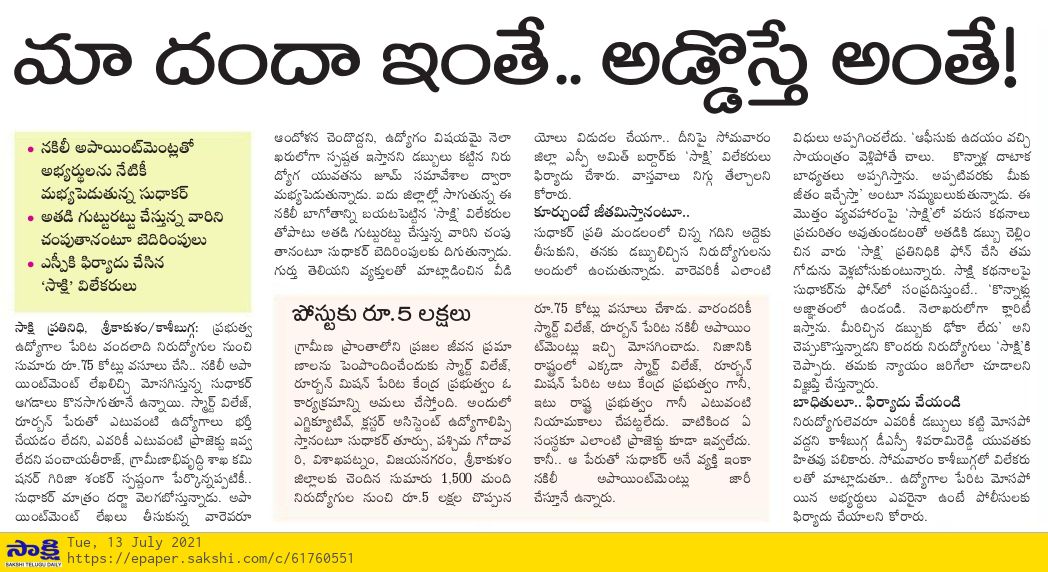 మా దందా ఇంతే.. అడ్డొస్తే అంతే!
• నకిలీ అపాయింట్‌మెంట్లతో
అభ్యర్థులను నేటికీ
మభ్యపెడుతున్న సుధాకర్
• అతడి గుట్టురట్టు చేస్తున్న వారిని
చంపుతానంటూ బెదిరింపులు
• ఎస్పీకి ఫిర్యాదు చేసిన
‘సాక్షి’ విలేకరులు
సాక్షి ప్రతినిధి, శ్రీకాకుళం/కాశీబుగ్గ: ప్రభుత్వ
ఉద్యోగాల పేరిట వందలాది నిరుద్యోగుల నుంచి
సుమారు రూ.75 కోట్లు వసూలు చేసి.. నకిలీ అపా
యింట్‌మెంట్ లేఖలిచ్చి మోసగిస్తున్న సుధాకర్
ఆగడాలు కొనసాగుతూనే ఉన్నాయి. స్మార్ట్ విలేజ్,
రూర్బన్ పేరుతో ఎటువంటి ఉద్యోగాలు భర్తీ
చేయడం లేదని, ఎవరికీ ఎటువంటి ప్రాజెక్టు ఇవ్వ
లేదని పంచాయతీరాజ్, గ్రామీణాభివృద్ధి శాఖ కమి
షనర్ గిరిజా శంకర్ స్పష్టంగా పేర్కొన్నప్పటికీ..
సుధాకర్ మాత్రం దర్జా వెలగబోస్తున్నాడు. అపా
యింట్‌మెంట్ లేఖలు తీసుకున్న వారెవరూ
ఆందోళన చెందొద్దని, ఉద్యోగం విషయమై నెలా
ఖరులోగా స్పష్టత ఇస్తానని డబ్బులు కట్టిన నిరు
ద్యోగ యువతను జూమ్ సమావేశాల ద్వారా
మభ్యపెడుతున్నాడు. ఐదు జిల్లాల్లో సాగుతున్న ఈ
నకిలీ బాగోతాన్ని బయటపెట్టిన ‘సాక్షి’ విలేకరుల
తోపాటు అతడి గుట్టురట్టు చేస్తున్న వారిని చంపు
తానంటూ సుధాకర్ బెదిరింపులకు దిగుతున్నాడు.
గుర్తు తెలియని వ్యక్తులతో మాట్లాడించిన వీడి
యోలు విడుదల చేయగా.. దీనిపై సోమవారం
జిల్లా ఎస్పీ అమిత్ బర్దార్‌కు ‘సాక్షి’ విలేకరులు
ఫిర్యాదు చేశారు. వాస్తవాలు నిగ్గు తేల్చాలని
కోరారు.
కూర్చుంటే జీతమిస్తానంటూ..
సుధాకర్ ప్రతి మండలంలో చిన్న గదిని అద్దెకు
తీసుకుని, తనకు డబ్బులిచ్చిన నిరుద్యోగులను
అందులో ఉంచుతున్నాడు. వారెవరికీ ఎలాంటి
విధులు అప్పగించలేదు. ‘ఆఫీసుకు ఉదయం వచ్చి
సాయంత్రం వెళ్లిపోతే చాలు. కొన్నాళ్ల దాటాక
బాధ్యతలు అప్పగిస్తాను. అప్పటివరకు మీకు
జీతం ఇచ్చేస్తా’ అంటూ నమ్మబలుకుతున్నాడు. ఈ
మొత్తం వ్యవహారంపై ‘సాక్షి’లో వరుస కథనాలు
ప్రచురితం అవుతుండటంతో అతడికి డబ్బు చెల్లిం
చిన వారు ‘సాక్షి’ ప్రతినిధికి ఫోన్ చేసి తమ
గోడును వెళ్లబోసుకుంటున్నారు. సాక్షి కథనాలపై
సుధాకర్‌ను ఫోన్‌లో సంప్రదిస్తుంటే.. ‘కొన్నాళ్లు
అజ్ఞాతంలో ఉండండి. నెలాఖరులోగా క్లారిటీ
ఇస్తాను. మీరిచ్చిన డబ్బుకు ఢోకా లేదు’ అని
చెప్పుకొస్తున్నాడని కొందరు నిరుద్యోగులు ‘సాక్షి’కి
చెప్పారు. తమకు న్యాయం జరిగేలా చూడాలని
విజ్ఞప్తి చేస్తున్నారు.
బాధితులూ.. ఫిర్యాదు చేయండి
నిరుద్యోగులెవరూ ఎవరికీ డబ్బులు కట్టి మోసపో
వద్దని కాశీబుగ్గ డీఎస్పీ శివరామిరెడ్డి యువతకు
హితవు పలికారు. సోమవారం కాశీబుగ్గలో విలేకరు
లతో మాట్లాడుతూ.. ఉద్యోగాల పేరిట మోసపో
యిన అభ్యర్థులు ఎవరైనా ఉంటే పోలీసులకు
ఫిర్యాదు చేయాలని కోరారు.
పోస్టుకు రూ.5 లక్షలు
గ్రామీణ ప్రాంతాలోని ప్రజల జీవన ప్రమా
ణాలను పెంపొందించేందుకు స్మార్ట్ విలేజ్,
రూర్బన్ మిషన్ పేరిట కేంద్ర ప్రభుత్వం ఓ
కార్యక్రమాన్ని అమలు చేస్తోంది. అందులో
ఎగ్జిక్యూటివ్, క్లస్టర్ అసిస్టెంట్ ఉద్యోగాలిప్పి
స్తానంటూ సుధాకర్ తూర్పు, పశ్చిమ గోదావ
రి, విశాఖపట్నం, విజయనగరం, శ్రీకాకుళం
జిల్లాలకు చెందిన సుమారు 1,500 మంది
నిరుద్యోగుల నుంచి రూ.5 లక్షల చొప్పున
రూ.75 కోట్లు వసూలు చేశాడు. వారందరికీ
స్మార్ట్ విలేజ్, రూర్బన్ పేరిట నకిలీ అపాయిం
ట్‌మెంట్లు ఇచ్చి మోసగించాడు. నిజానికి
రాష్ట్రంలో ఎక్కడా స్మార్ట్ విలేజ్, రూర్బన్
మిషన్ పేరిట అటు కేంద్ర ప్రభుత్వం గానీ,
ఇటు రాష్ట్ర ప్రభుత్వం గానీ ఎటువంటి
నియామకాలు చేపట్టలేదు. వాటికింద ఏ
సంస్థకూ ఎలాంటి ప్రాజెక్టు కూడా ఇవ్వలేదు.
కానీ.. ఆ పేరుతో సుధాకర్ అనే వ్యక్తి ఇంకా
నకిలీ అపాయింట్‌మెంట్లు జారీ
చేస్తూనే ఉన్నారు.
సాక్షి
SAKSHI TELUGU DAILY
Tue, 13 July 2021
https://epaper.sakshi.com/c/61760551